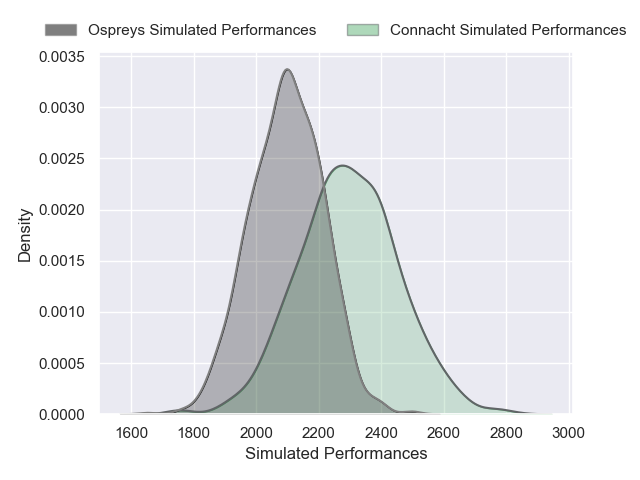 Ospreys Simulated Performances Connacht Simulated Performances
0.0035
0.0030
0.0025
0.0020
0.0015
0.0010
0.0005
0.0000
Density
1600 1800 2000 2200 2400 2600 2800 3000
Simulated Performances